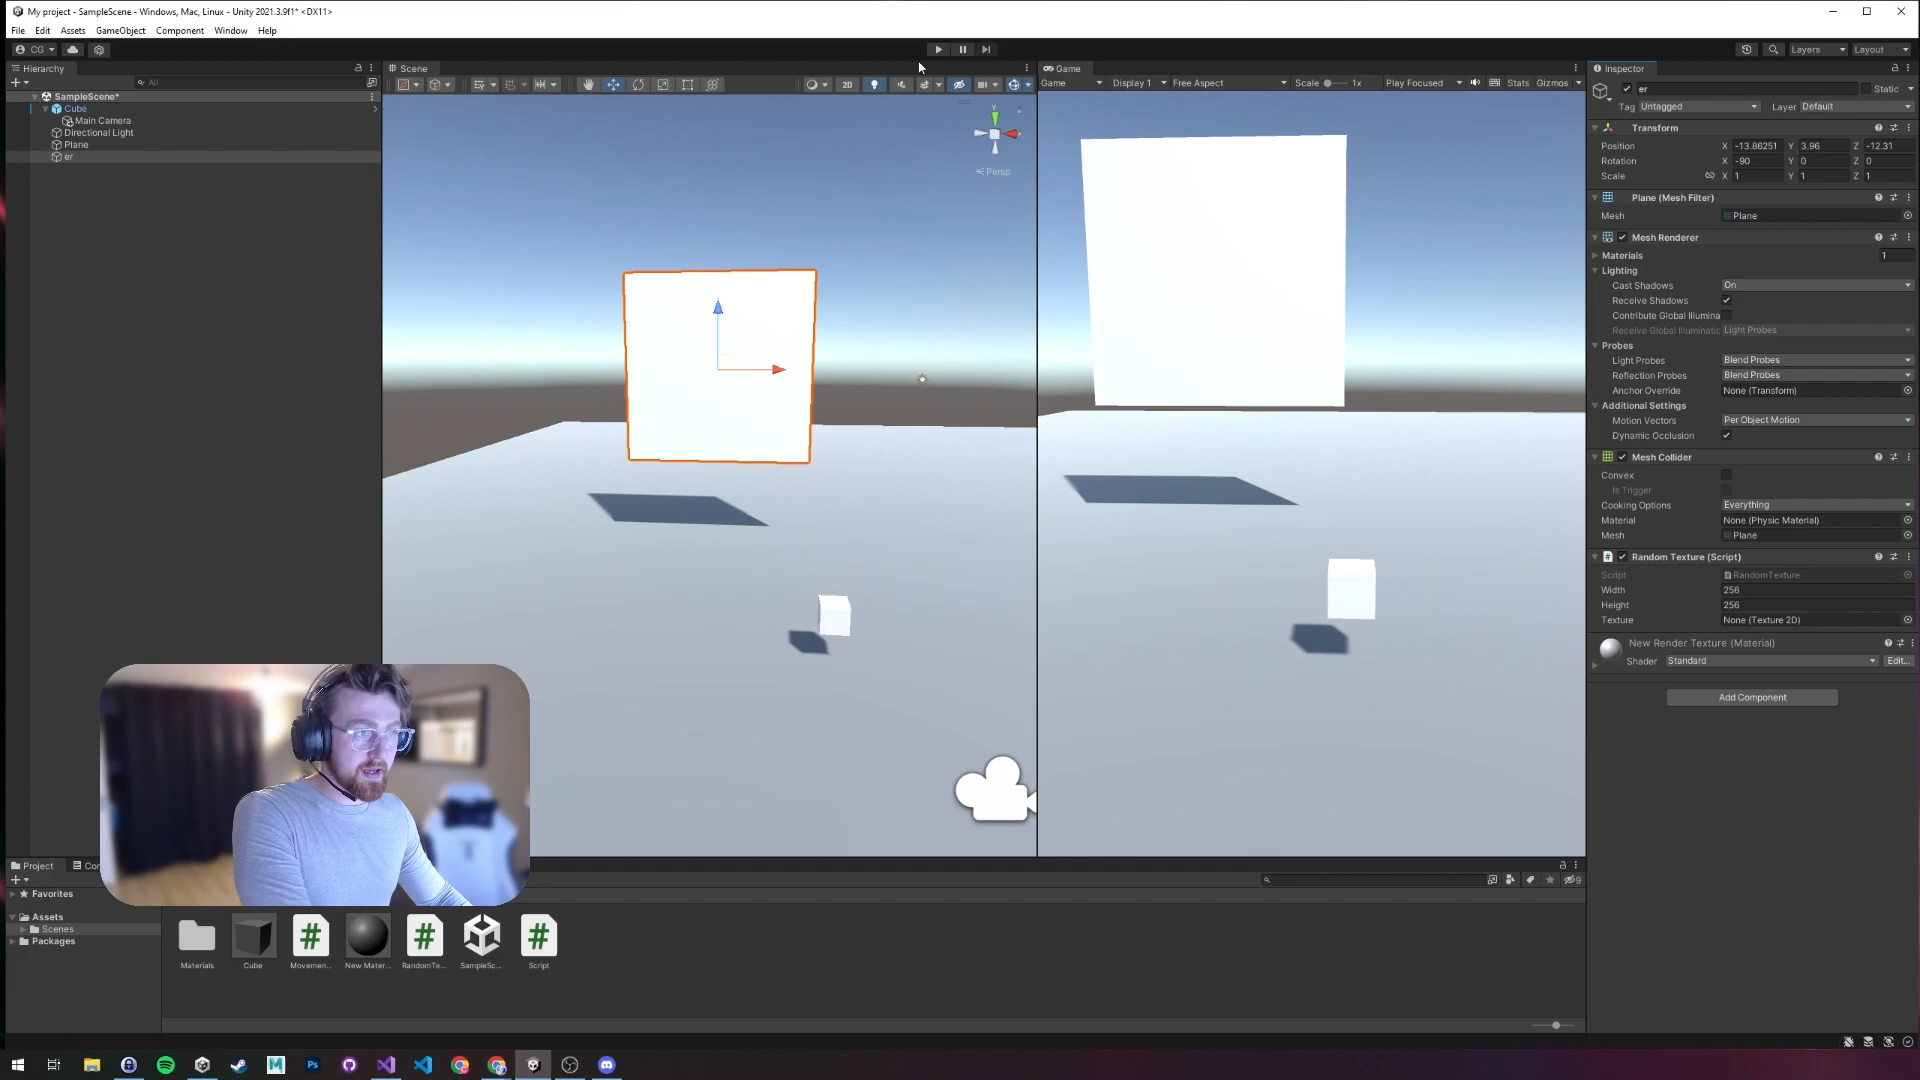 My project - SampleScene - Windows, Mac, Linux - Unity 2021.3.9f1* <DX11>
File Edit Assets GameObject Component Window Help
CG
Layers Layout
Hierarchy
All
SampleScene*
Cube
Main Camera
Directional Light
Plane
er
Scene
2D
Y
Persp
Game
Game Display 1 Free Aspect Scale 1x Play Focused Stats Gizmos
Inspector
er Static
Tag Untagged Layer Default
Transform
Position X -13.86251 Y 3.96 Z -12.31
Rotation X -90 Y 0 Z 0
Scale X 1 Y 1 Z 1
Plane (Mesh Filter)
Mesh Plane
Mesh Renderer
Materials 1
Lighting
Cast Shadows On
Receive Shadows
Contribute Global Illumina
Receive Global Illuminatic Light Probes
Probes
Light Probes Blend Probes
Reflection Probes Blend Probes
Anchor Override None (Transform)
Additional Settings
Motion Vectors Per Object Motion
Dynamic Occlusion
Mesh Collider
Convex
Is Trigger
Cooking Options Everything
Material None (Physic Material)
Mesh Plane
Random Texture (Script)
Script RandomTexture
Width 256
Height 256
Texture None (Texture 2D)
New Render Texture (Material)
Shader Standard Edit...
Add Component
Project Con
Favorites
Assets
Scenes
Packages
9
Materials Cube Movemen... New Mater... RandomTe... SampleSc... Script